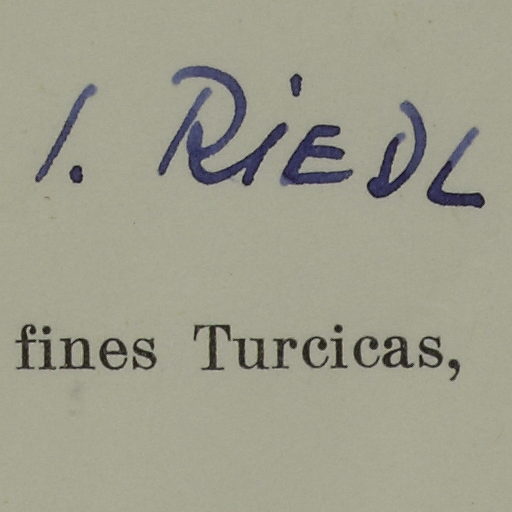 I. RIEDL
fines Turcicas,